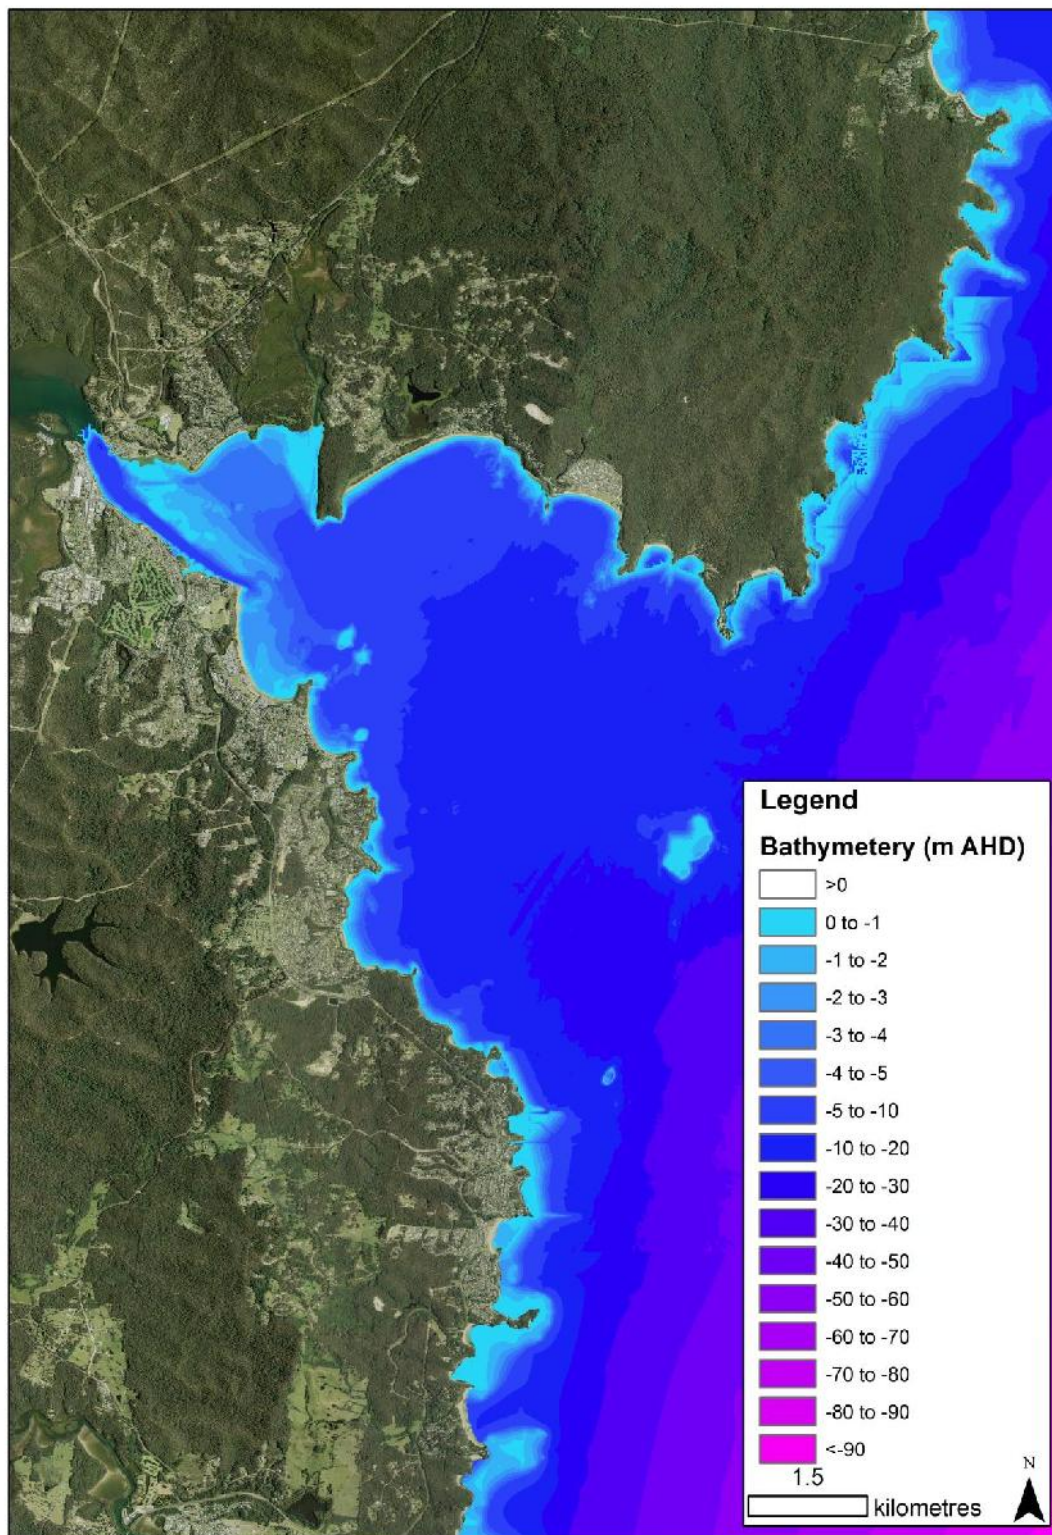 Legend
Bathymetery (m AHD)
>0
0 to -1
-1 to -2
-2 to -3
-3 to -4
-4 to -5
-5 to -10
-10 to -20
-20 to -30
-30 to -40
-40 to -50
-50 to -60
-60 to -70
-70 to -80
-80 to -90
<-90
N
1.5
kilometres